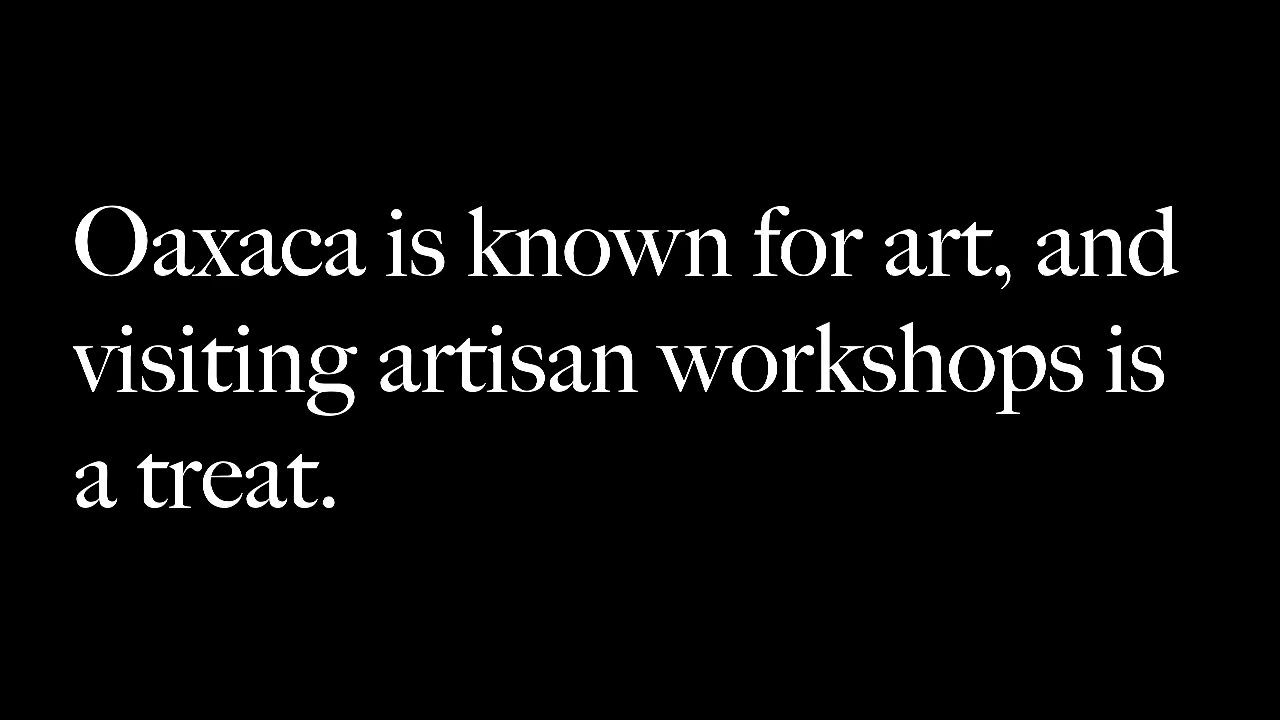 Oaxaca is known for art, and
visiting artisan workshops is
a treat.